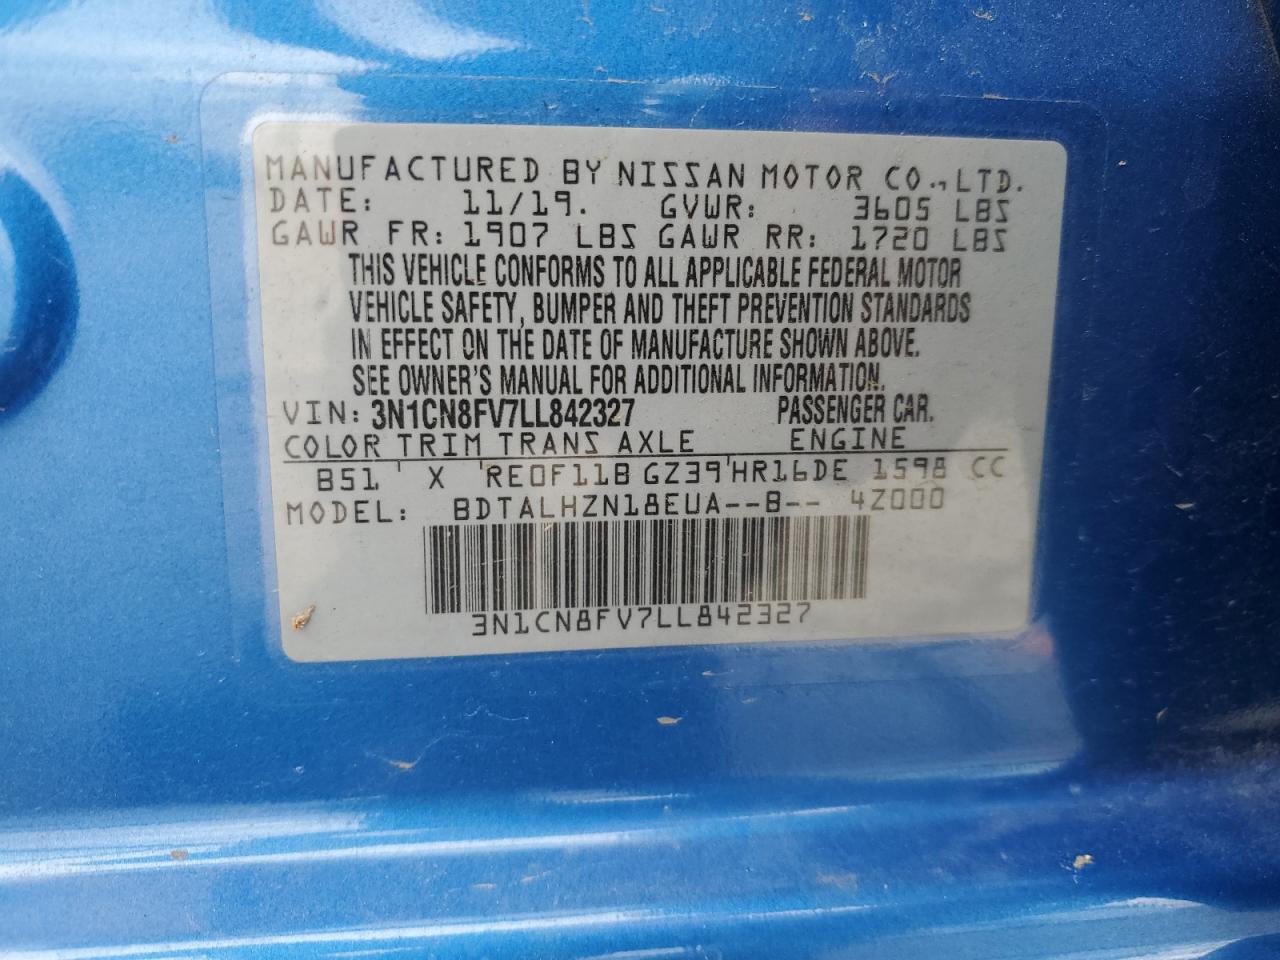 MANUFACTURED BY NISSAN MOTOR CO., LTD.
DATE: 11/19. GVWR: 3605 LBS
GAWR FR: 1907 LBS GAWR RR: 1720 LBS
THIS VEHICLE CONFORMS TO ALL APPLICABLE FEDERAL MOTOR
VEHICLE SAFETY, BUMPER AND THEFT PREVENTION STANDARDS
IN EFFECT ON THE DATE OF MANUFACTURE SHOWN ABOVE.
SEE OWNER'S MANUAL FOR ADDITIONAL INFORMATION.
VIN: 3N1CN8FV7LL842327 PASSENGER CAR.
COLOR TRIM TRANS AXLE ENGINE
B51 ' X 'RE0F11B GZ39'HR16DE 1598 CC
MODEL: BDTALHZN18EUA--B-- 4Z000
3N1CN8FV7LL842327